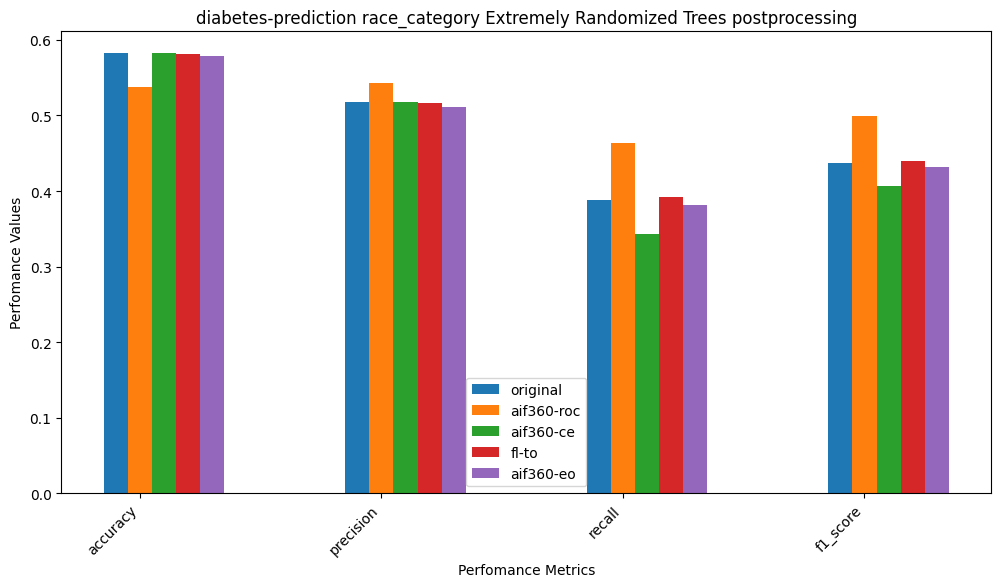 diabetes-prediction race_category Extremely Randomized Trees postprocessing
0.6
0.5
0.4
0.3
0.2
0.1
0.0
Perfomance Values
original
aif360-roc
aif360-ce
fl-to
aif360-eo
accuracy
precision
recall
f1_score
Perfomance Metrics